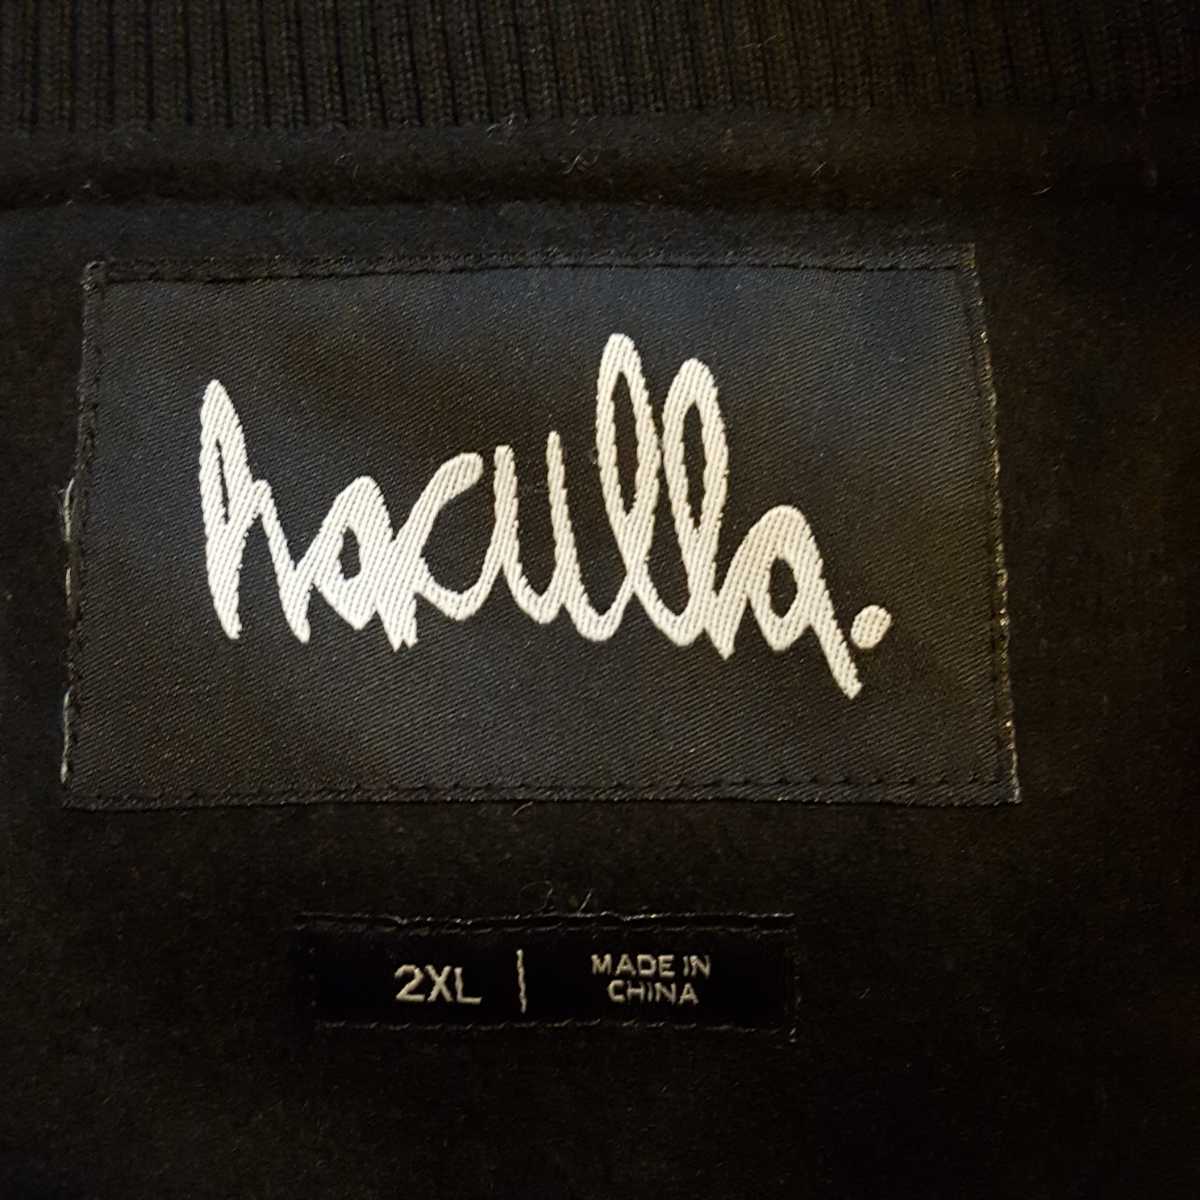 haculla.
2XL | MADE IN
CHINA